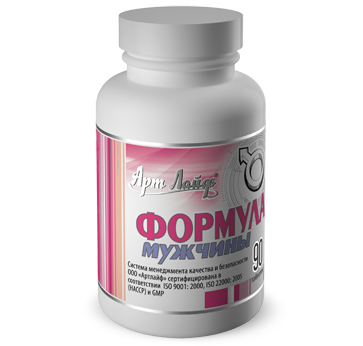 Арт Лайф
ФОРМУЛА
мужчины
90
Система менеджмента качества и безопасности
ООО «Артлайф» сертифицирована в
соответствии ISO 9001: 2000, ISO 22000: 2005
(HACCP) и GMP